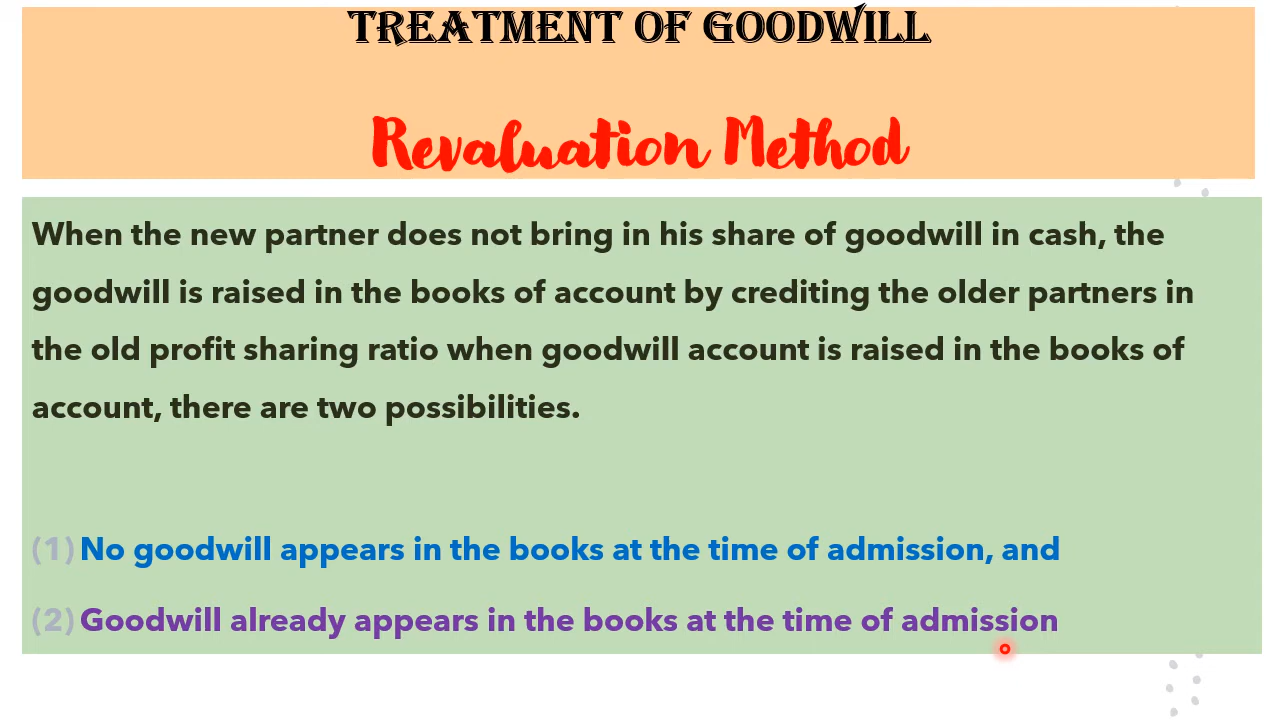 TREATMENT OF GOODWILL
Revaluation Method
When the new partner does not bring in his share of goodwill in cash, the
goodwill is raised in the books of account by crediting the older partners in
the old profit sharing ratio when goodwill account is raised in the books of
account, there are two possibilities.
(1) No goodwill appears in the books at the time of admission, and
(2) Goodwill already appears in the books at the time of admission